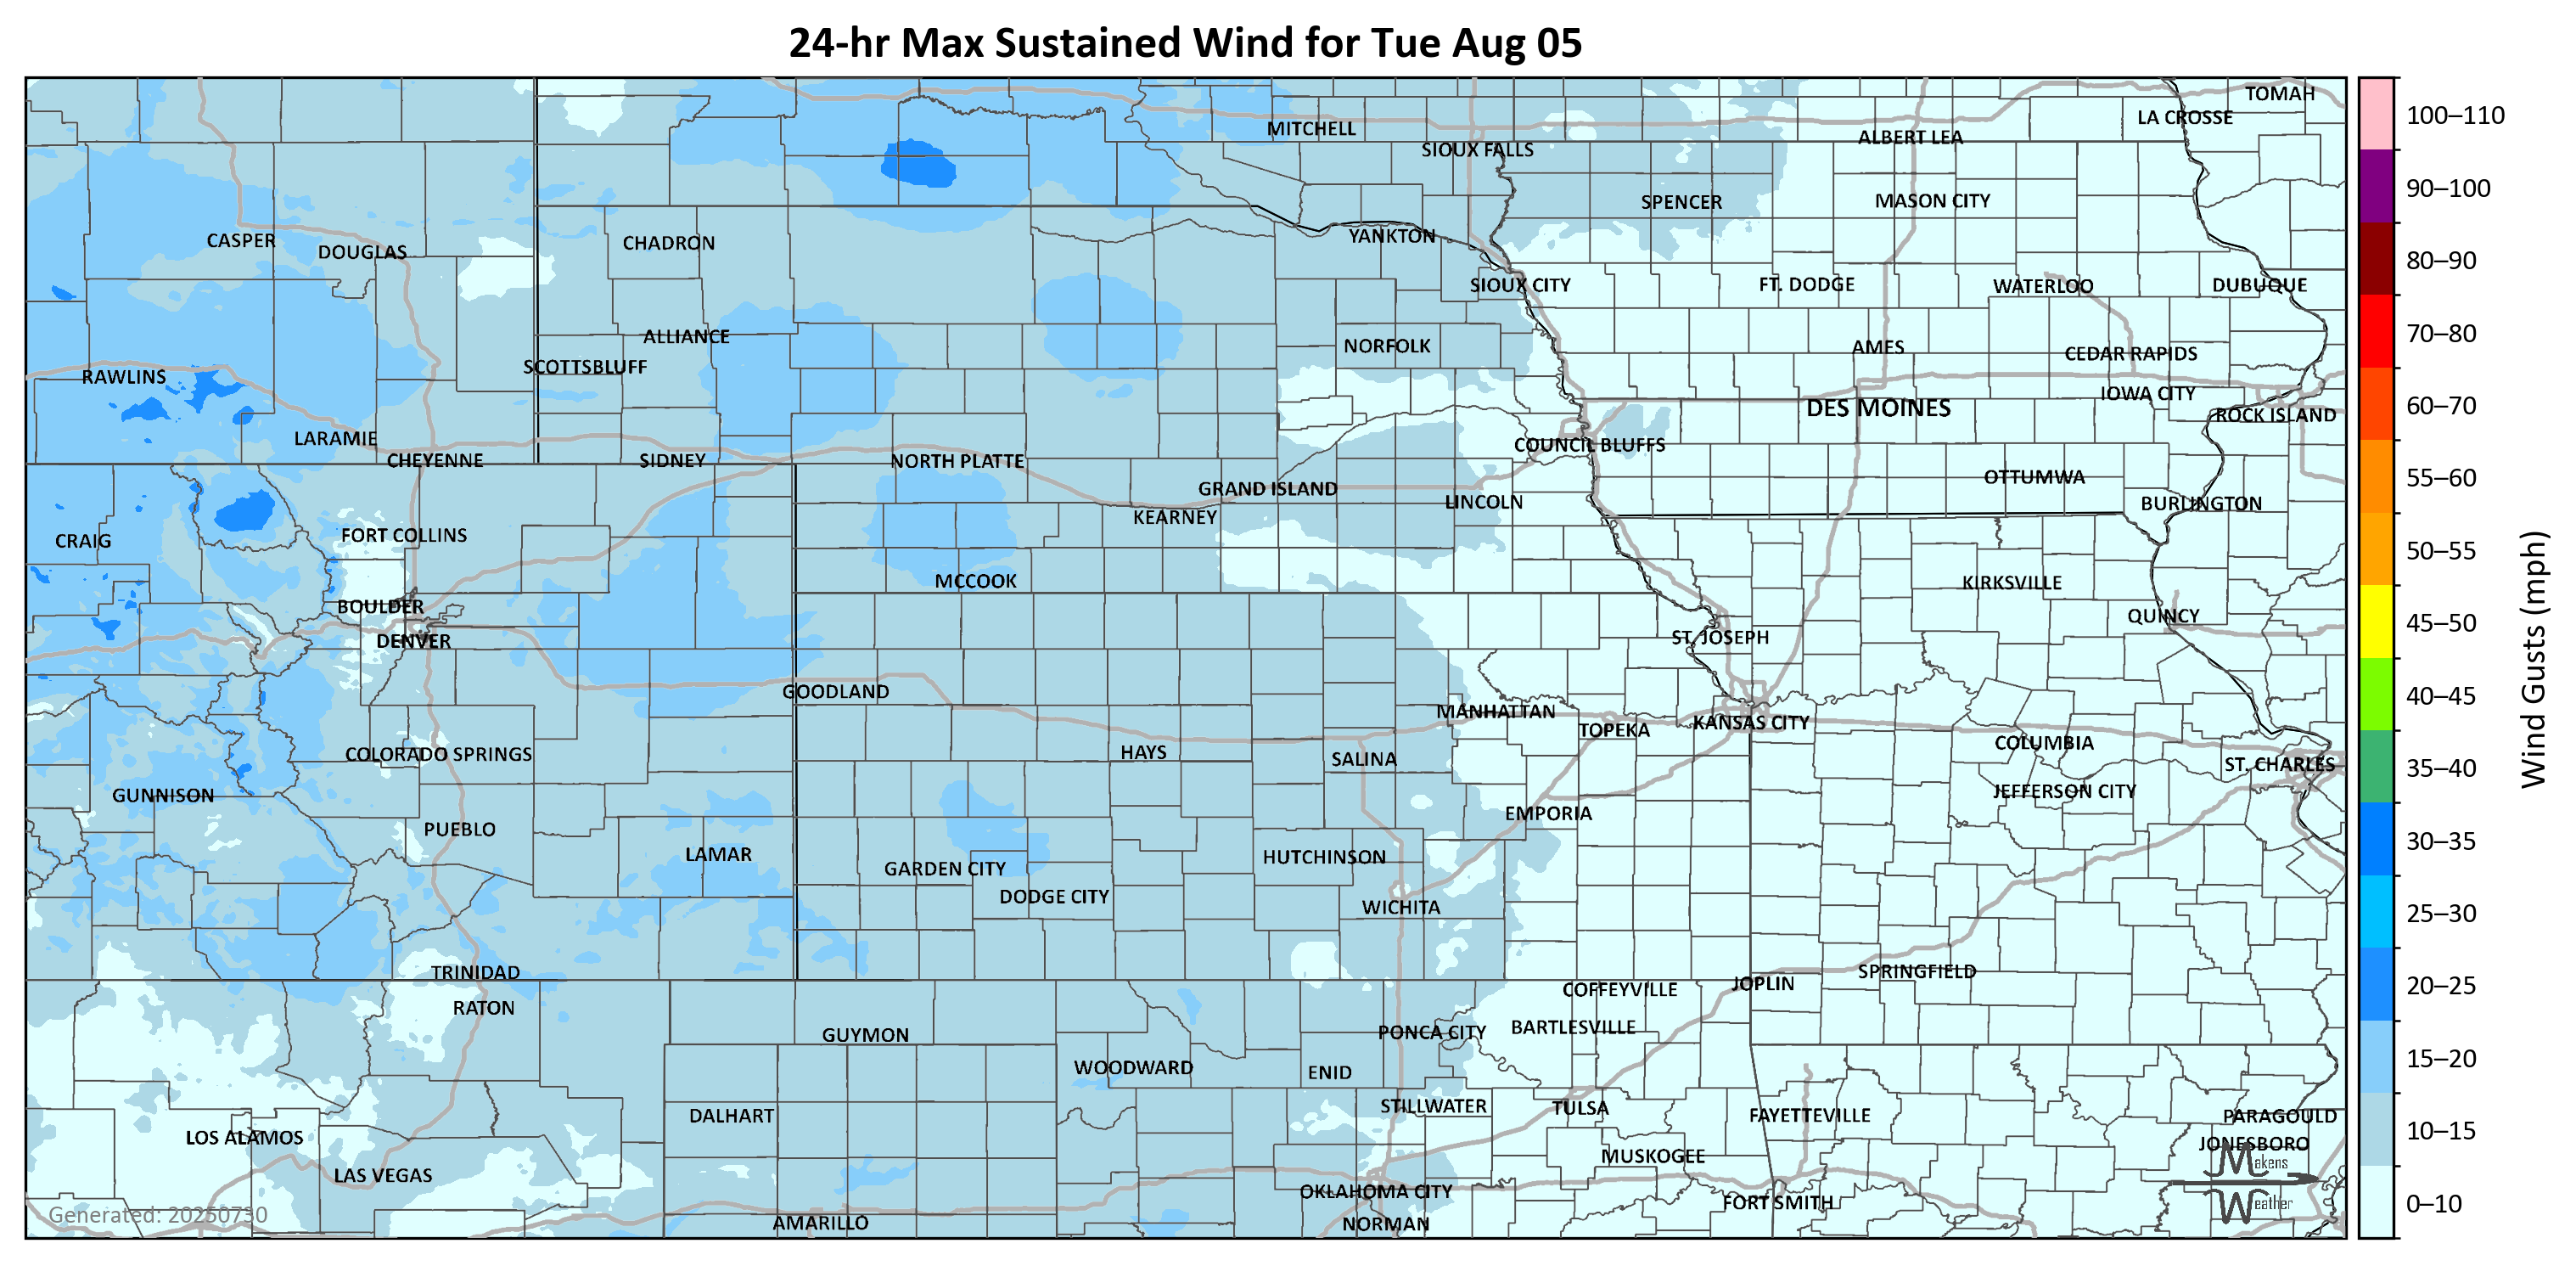 24-hr Max Sustained Wind for Tue Aug 05
TOMAH
LA CROSSE
MITCHELL
ALBERT LEA
SIOUX FALLS
SPENCER
MASON CITY
CASPER
DOUGLAS
CHADRON
YANKTON
SIOUX CITY
FT. DODGE
WATERLOO
DUBUQUE
ALLIANCE
NORFOLK
AMES
CEDAR RAPIDS
SCOTTSBLUFF
RAWLINS
IOWA CITY
DES MOINES
ROCK ISLAND
LARAMIE
COUNCIL BLUFFS
CHEYENNE
SIDNEY
NORTH PLATTE
OTTUMWA
GRAND ISLAND
LINCOLN
BURLINGTON
KEARNEY
FORT COLLINS
CRAIG
MCCOOK
KIRKSVILLE
BOULDER
QUINCY
DENVER
ST. JOSEPH
GOODLAND
MANHATTAN
TOPEKA
KANSAS CITY
COLUMBIA
COLORADO SPRINGS
HAYS
SALINA
ST. CHARLES
GUNNISON
JEFFERSON CITY
EMPORIA
PUEBLO
LAMAR
HUTCHINSON
GARDEN CITY
DODGE CITY
WICHITA
TRINIDAD
SPRINGFIELD
JOPLIN
COFFEYVILLE
RATON
BARTLESVILLE
GUYMON
PONCA CITY
WOODWARD
ENID
STILLWATER
TULSA
DALHART
FAYETTEVILLE
PARAGOULD
LOS ALAMOS
JONESBORO
MUSKOGEE
LAS VEGAS
OKLAHOMA CITY
FORT SMITH
AMARILLO
NORMAN
Generated: 20250730
Makens
Weather
100–110
90–100
80–90
70–80
60–70
55–60
50–55
45–50
40–45
35–40
30–35
25–30
20–25
15–20
10–15
0–10
Wind Gusts (mph)